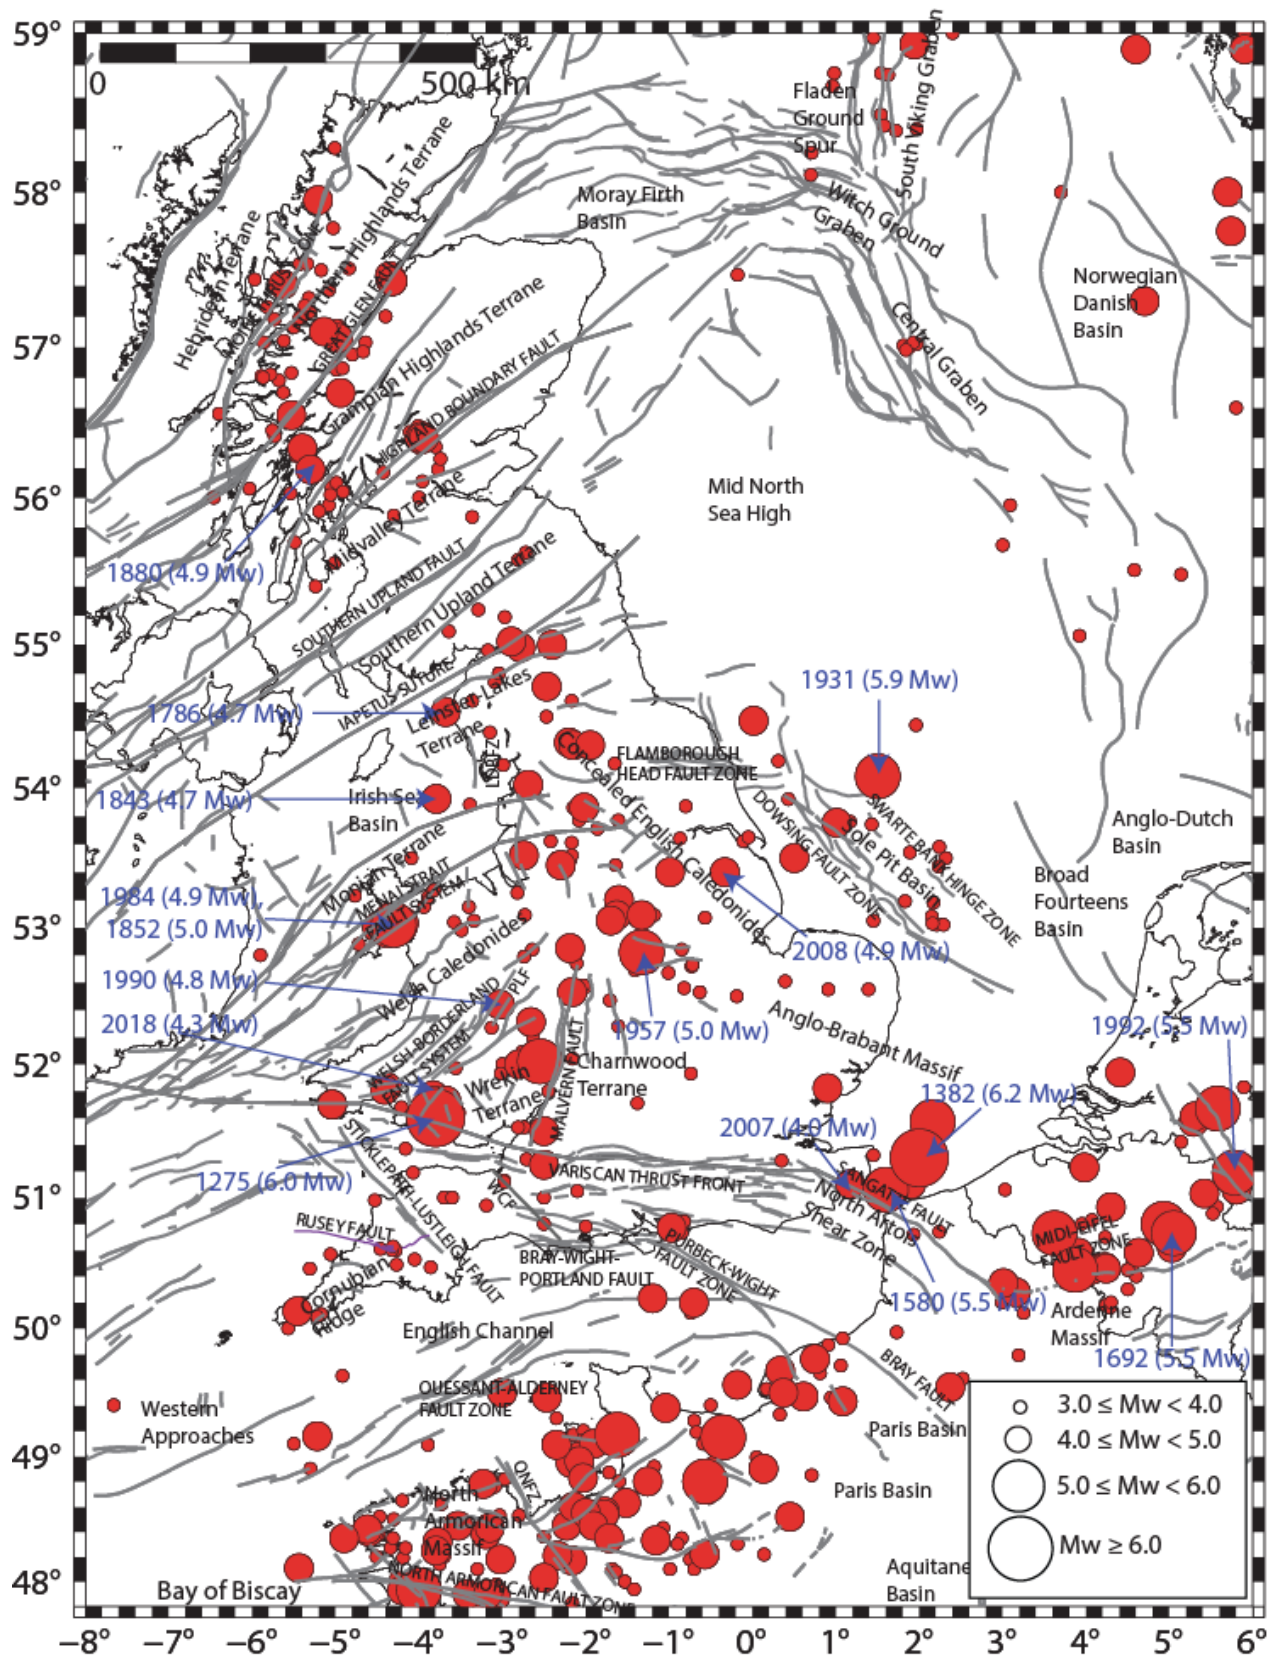 59°
0
500 km
Fladen
Ground
Spur
South Viking Graben
58°
Moray Firth
Basin
Witch Ground
Graben
Hebridean Terrane
Northern Highlands Terrane
GREAT GLEN FAULT
Norwegian
Danish
Basin
57°
Central Graben
Grampian Highlands Terrane
HIGHLAND BOUNDARY FAULT
56°
Mid North
Sea High
Midvalley Terrane
1880 (4.9 Mw)
SOUTHERN UPLAND FAULT
Southern Upland Terrane
55°
1931 (5.9 Mw)
1786 (4.7 Mw)
IAPETUS SUTURE
Leinster-Lakes
Terrane
Concealed English Caledonides
FLAMBOROUGH
HEAD FAULT ZONE
54°
1843 (4.7 Mw)
Irish Sea
Basin
DOWSING FAULT ZONE
SWARTE BANK HINGE ZONE
Sole Pit Basin
Anglo-Dutch
Basin
Monian Terrane
MENAI STRAIT
FAULT SYSTEM
1984 (4.9 Mw),
1852 (5.0 Mw)
53°
Broad
Fourteens
Basin
2008 (4.9 Mw)
1990 (4.8 Mw)
Welsh Caledonides
PLF
2018 (4.3 Mw)
1957 (5.0 Mw)
Anglo-Brabant Massif
1992 (5.5 Mw)
52°
WELSH-BORDERLAND
FAULT SYSTEM
Wrekin
Terrane
MALVERN FAULT
Charnwood
Terrane
1382 (6.2 Mw)
2007 (4.0 Mw)
1275 (6.0 Mw)
51°
STICKLEPATH-LUSTLEIGH FAULT
WCF
VARISCAN THRUST FRONT
SANGATTE FAULT
North Artois
Shear Zone
RUSEY FAULT
MIDI-EIFEL
FAULT ZONE
BRAY-WIGHT-
PORTLAND FAULT
PURBECK-WIGHT
FAULT ZONE
Cornubian
Ridge
1580 (5.5 Mw)
Ardenne
Massif
50°
English Channel
1692 (5.5 Mw)
BRAY FAULT
OUESSANT-ALDERNEY
FAULT ZONE
Western
Approaches
Paris Basin
49°
QNFZ
North
Armorican
Massif
Paris Basin
48°
Bay of Biscay
NORTH ARMORICAN FAULT ZONE
Aquitane
Basin
3.0 ≤ Mw < 4.0
4.0 ≤ Mw < 5.0
5.0 ≤ Mw < 6.0
Mw ≥ 6.0
−8° −7° −6° −5° −4° −3° −2° −1° 0° 1° 2° 3° 4° 5° 6°